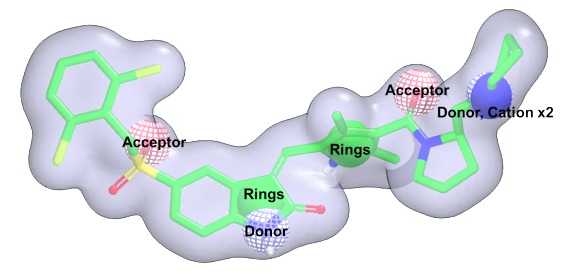 Acceptor
Donor, Cation x2
Acceptor
Rings
Rings
Donor